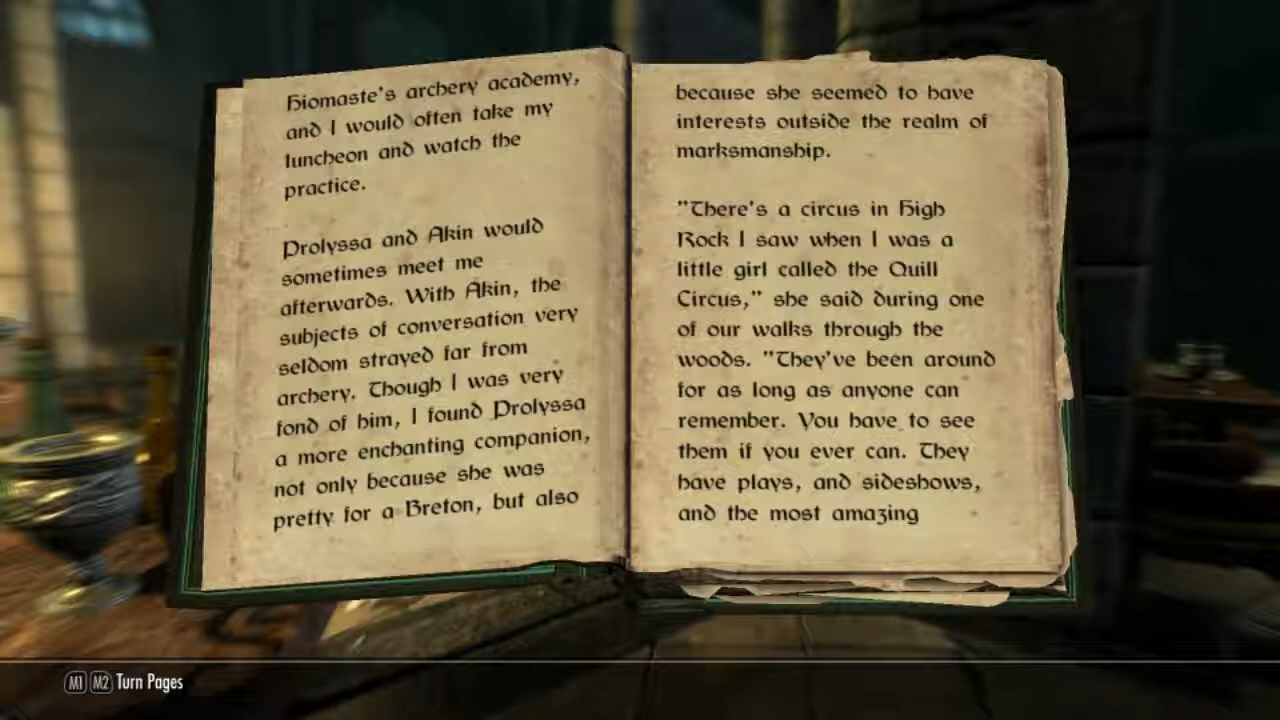 Hiomaste's archery academy,
and I would often take my
luncheon and watch the
practice.
Prolyssa and Akin would
sometimes meet me
afterwards. With Akin, the
subjects of conversation very
seldom strayed far from
archery. Though I was very
fond of him, I found Prolyssa
a more enchanting companion,
not only because she was
pretty for a Breton, but also
because she seemed to have
interests outside the realm of
marksmanship.
"There's a circus in High
Rock I saw when I was a
little girl called the Quill
Circus," she said during one
of our walks through the
woods. "They've been around
for as long as anyone can
remember. You have to see
them if you ever can. They
have plays, and sideshows,
and the most amazing
M1 M2 Turn Pages